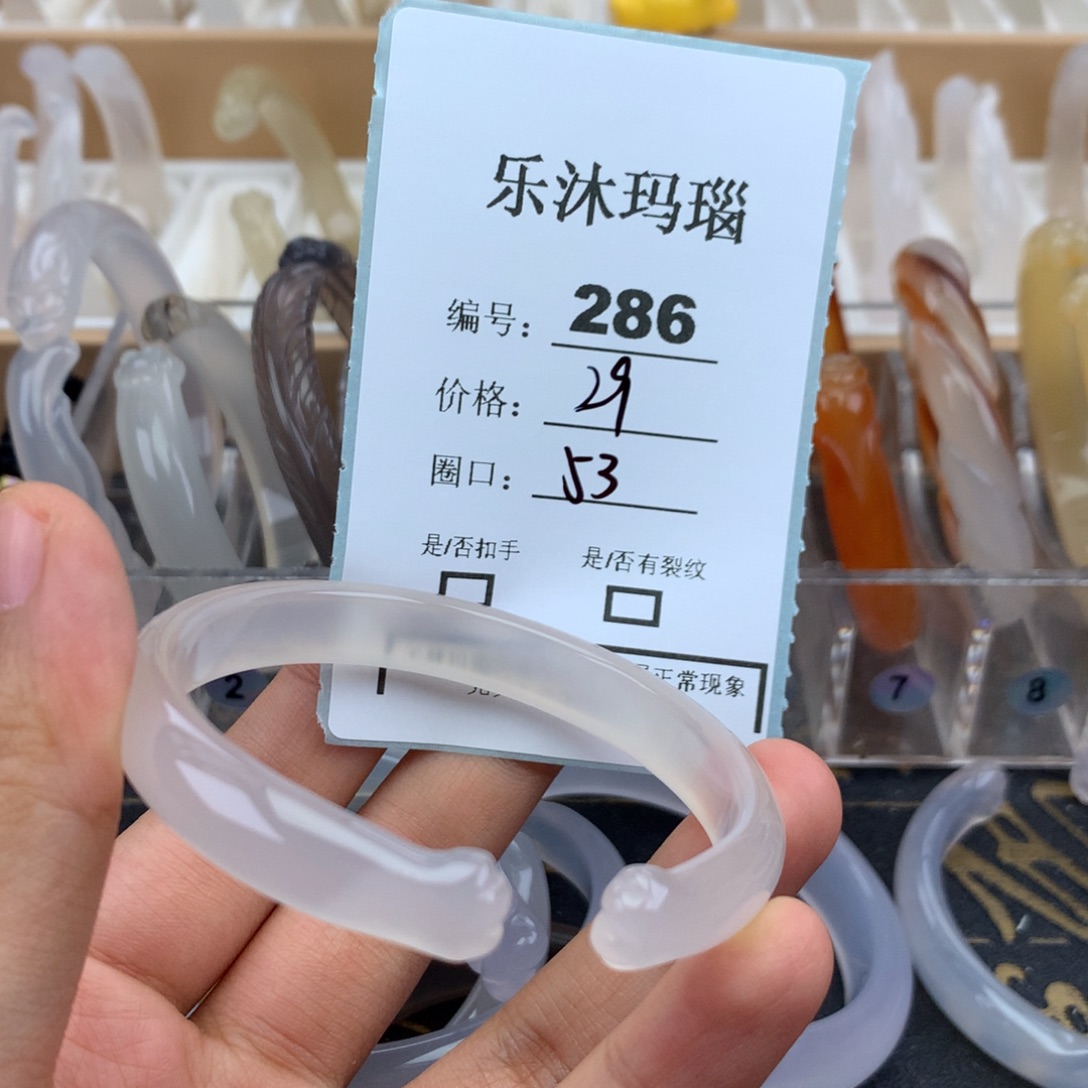 乐沐玛瑙
编号：286
价格：29
圈口：53
是/否扣手 是/否有裂纹
正常现象
2
7
8